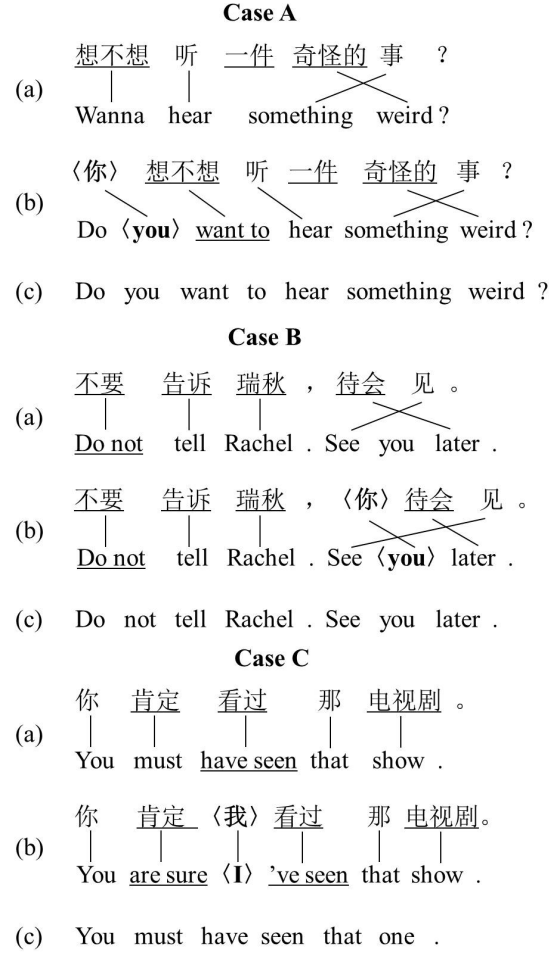 Case A
想不想 听 一件 奇怪的 事 ?
(a)
Wanna hear something weird ?
〈你〉 想不想 听 一件 奇怪的 事 ?
(b)
Do 〈you〉 want to hear something weird ?
(c) Do you want to hear something weird ?
Case B
不要 告诉 瑞秋 ， 待会 见 。
(a)
Do not tell Rachel . See you later .
不要 告诉 瑞秋 ， 〈你〉 待会 见 。
(b)
Do not tell Rachel . See 〈you〉 later .
(c) Do not tell Rachel . See you later .
Case C
你 肯定 看过 那 电视剧 。
(a)
You must have seen that show .
你 肯定 〈我〉 看过 那 电视剧。
(b)
You are sure 〈I〉 ’ve seen that show .
(c) You must have seen that one .